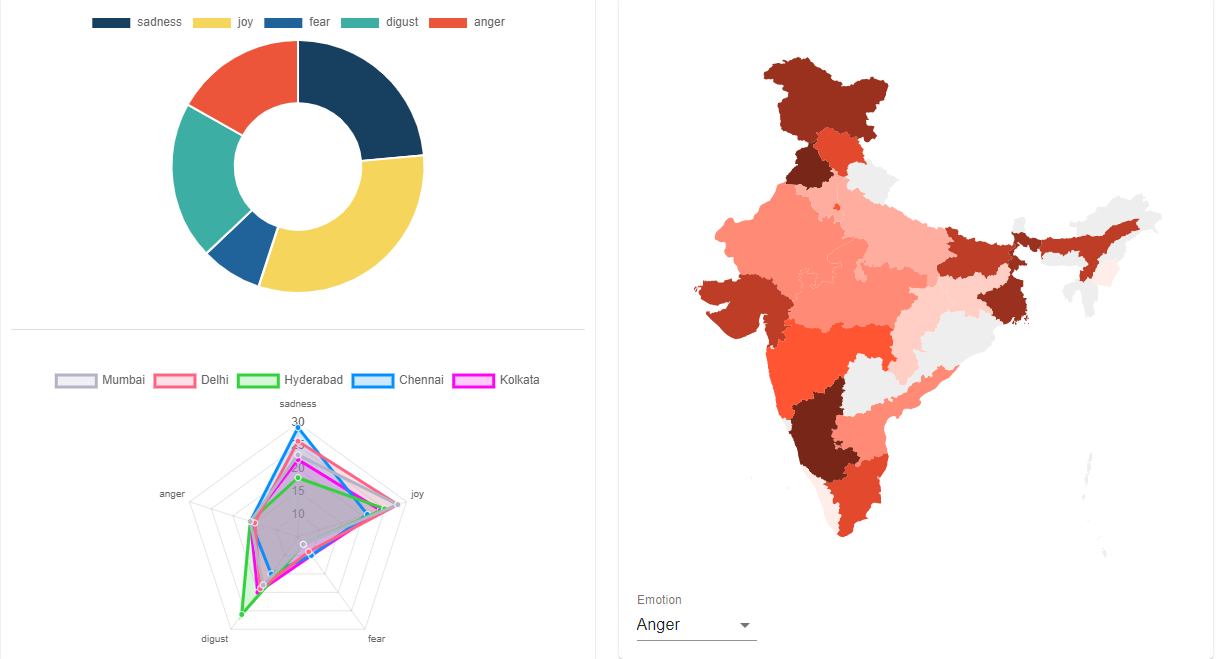 sadness joy fear digust anger
Mumbai Delhi Hyderabad Chennai Kolkata
sadness
30
20
15
10
anger
joy
digust
fear
Emotion
Anger